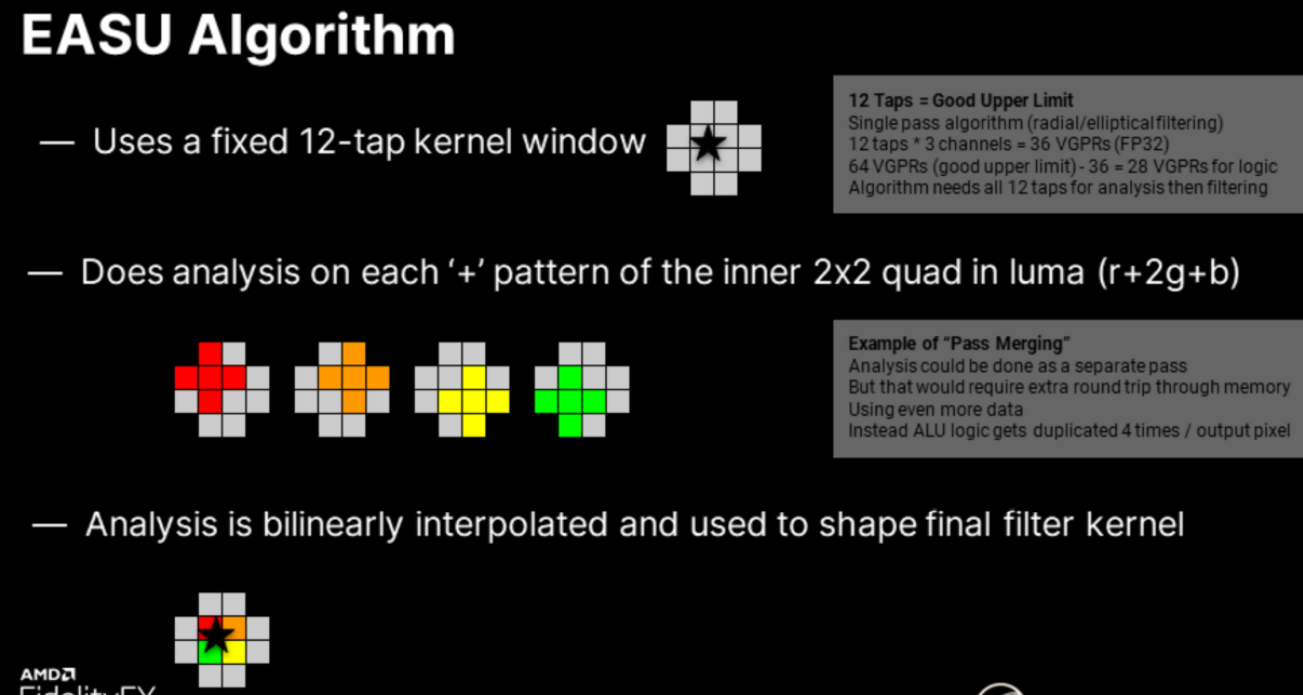 EASU Algorithm
— Uses a fixed 12-tap kernel window
12 Taps = Good Upper Limit
Single pass algorithm (radial/elliptical filtering)
12 taps * 3 channels = 36 VGPRs (FP32)
64 VGPRs (good upper limit) - 36 = 28 VGPRs for logic
Algorithm needs all 12 taps for analysis then filtering
— Does analysis on each ‘+’ pattern of the inner 2x2 quad in luma (r+2g+b)
Example of “Pass Merging”
Analysis could be done as a separate pass
But that would require extra round trip through memory
Using even more data
Instead ALU logic gets duplicated 4 times / output pixel
— Analysis is bilinearly interpolated and used to shape final filter kernel
AMD
FidelityFX